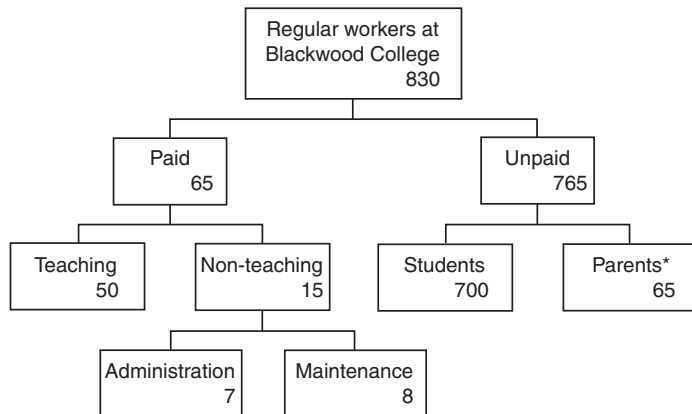 Regular workers at
Blackwood College
830
Paid
65
Unpaid
765
Teaching
50
Non-teaching
15
Students
700
Parents*
65
Administration
7
Maintenance
8